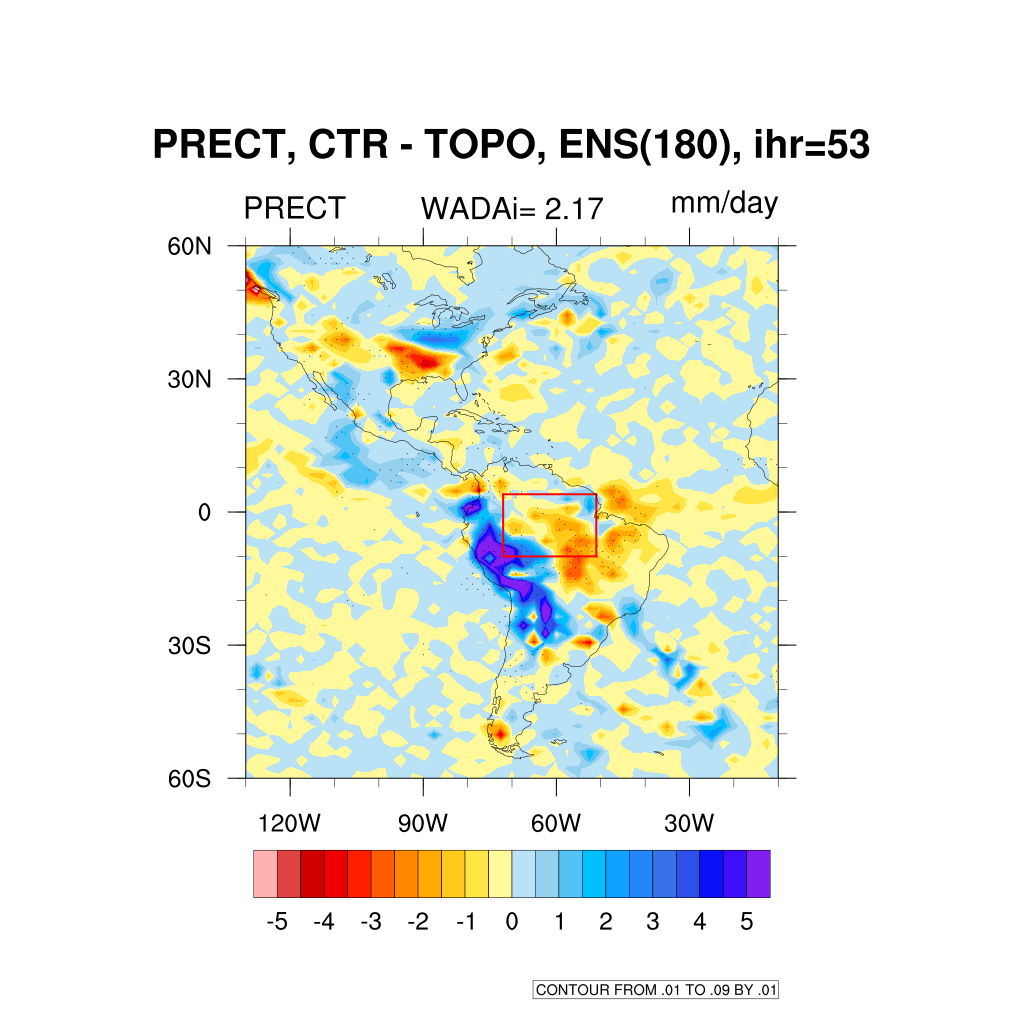 PRECT, CTR - TOPO, ENS(180), ihr=53
PRECT WADAi= 2.17 mm/day
60N
30N
0
30S
60S
120W 90W 60W 30W
-5 -4 -3 -2 -1 0 1 2 3 4 5
CONTOUR FROM .01 TO .09 BY .01